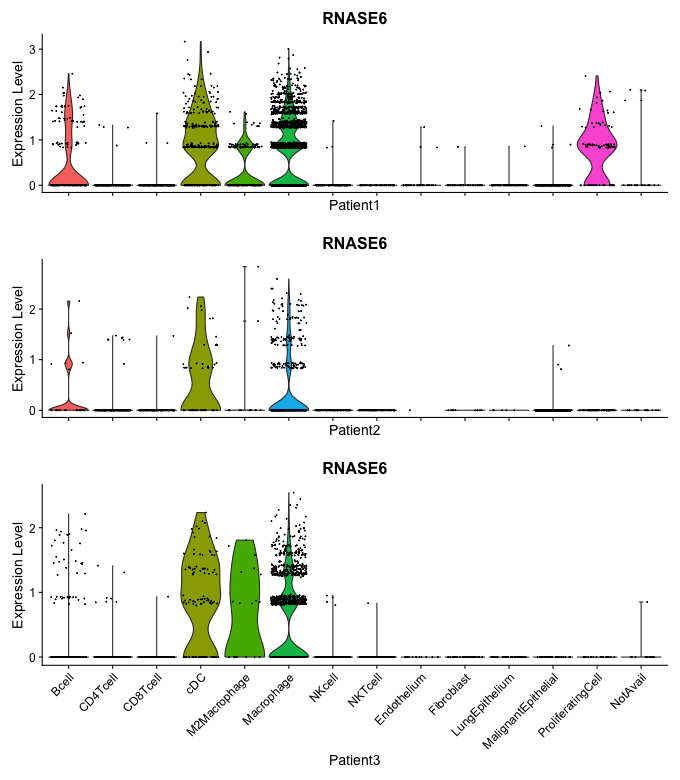 RNASE6
Expression Level
3
2
1
0
Patient1
RNASE6
Expression Level
2
1
0
Patient2
RNASE6
Expression Level
2
1
0
Bcell
CD4Tcell
CD8Tcell
cDC
M2Macrophage
Macrophage
NKcell
NKTcell
Endothelium
Fibroblast
LungEpithelium
MalignantEpithelial
ProliferatingCell
NotAvail
Patient3